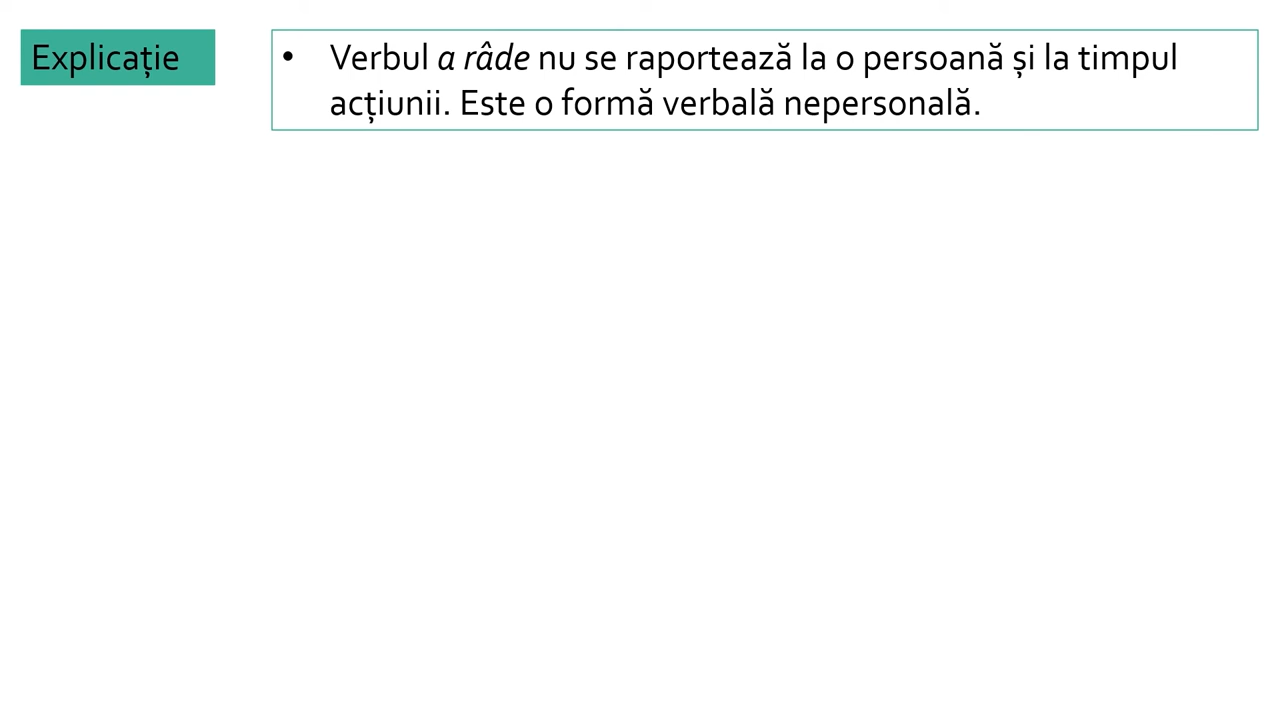 Explicație
• Verbul a râde nu se raportează la o persoană și la timpul
acțiunii. Este o formă verbală nepersonală.